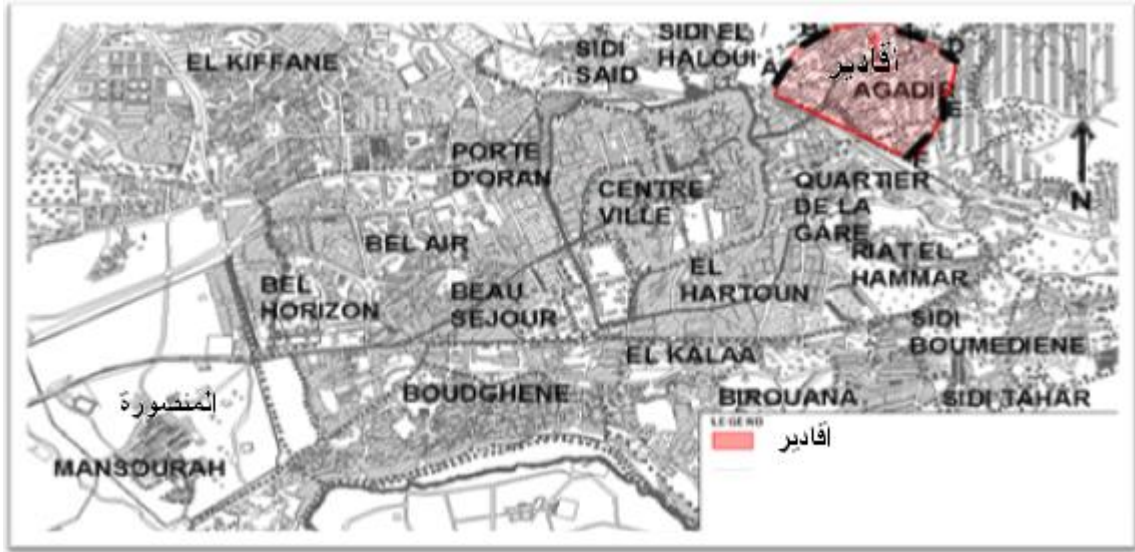 EL KIFFANE
SIDI
SAID
SIDI EL
HALOUI
A
D
E
أقادير
AGADIR
PORTE
D'ORAN
CENTRE
VILLE
QUARTIER
DE LA
GARE
N
BEL AIR
RIAT EL
HAMMAR
BEL
HORIZON
BEAU
SEJOUR
EL
HARTOUN
SIDI
BOUMEDIENE
EL KALAA
BOUDGHENE
BIROUANA
SIDI TAHAR
المنصورة
MANSOURAH
LEGEND
اقادير